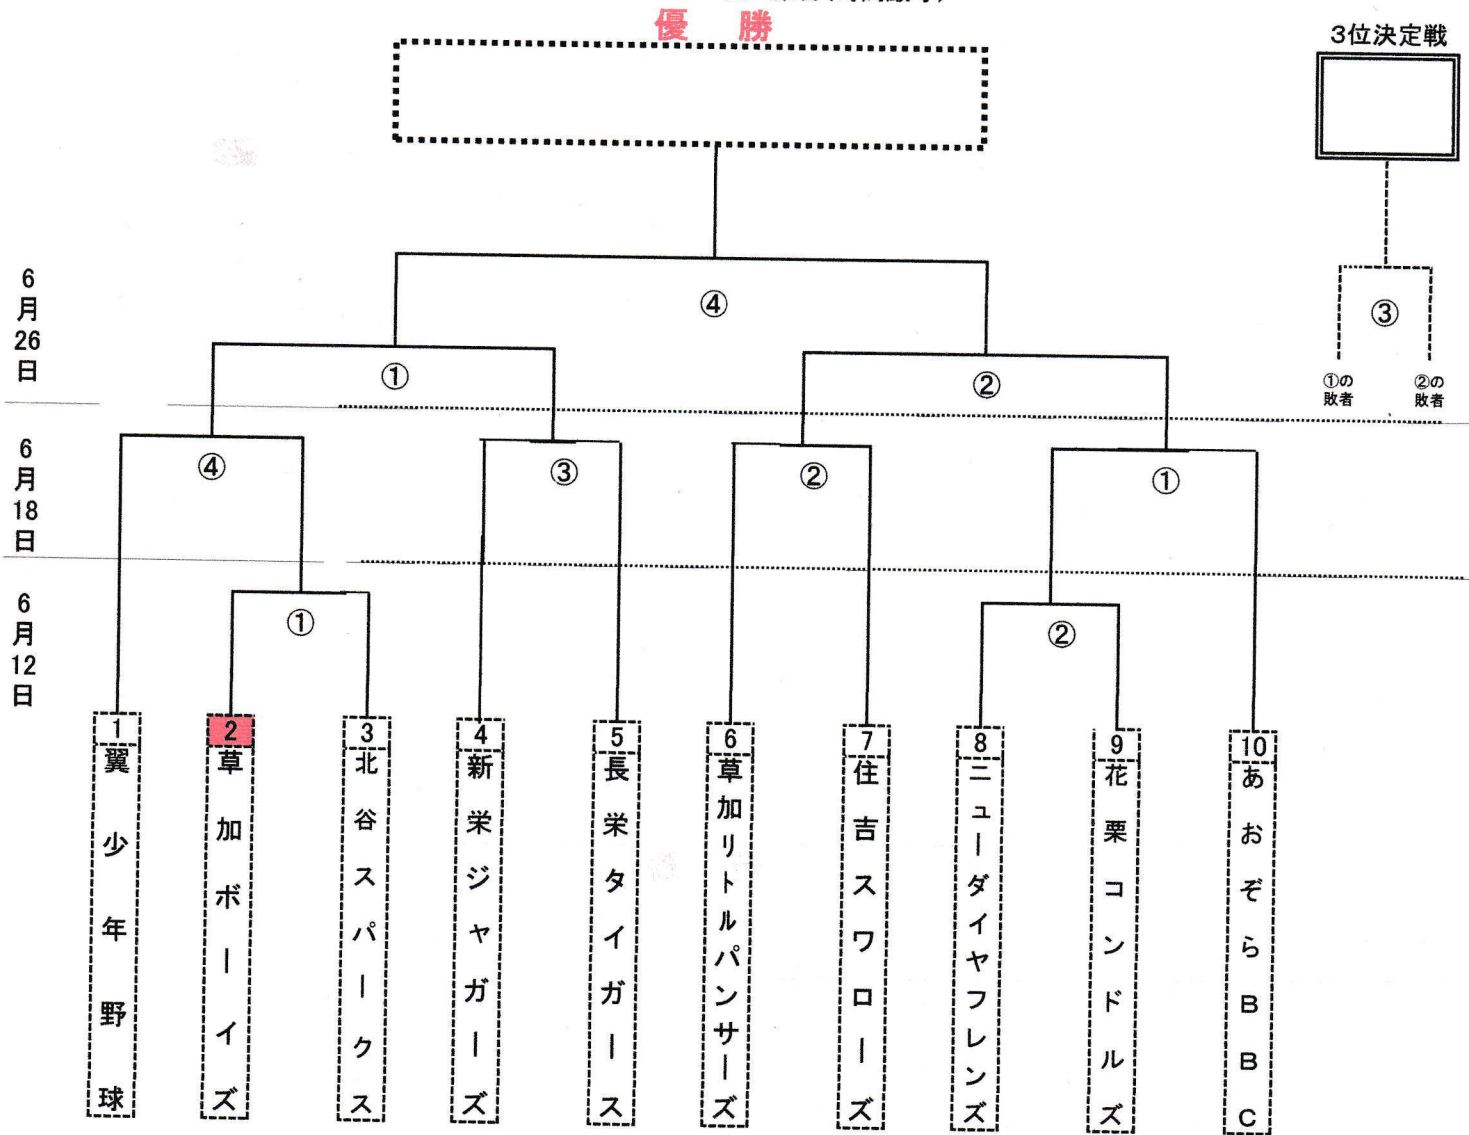 優 勝
3位決定戦
6月26日
④
③
①
②
①の敗者
②の敗者
6月18日
④
③
②
①
6月12日
①
②
1
翼少年野球
2
草加ボーイズ
3
北谷スパークス
4
新栄ジャガーズ
5
長栄タイガース
6
草加リトルパンサーズ
7
住吉スワローズ
8
ニューダイヤフレンズ
9
花栗コンドルズ
10
あおぞらBBC